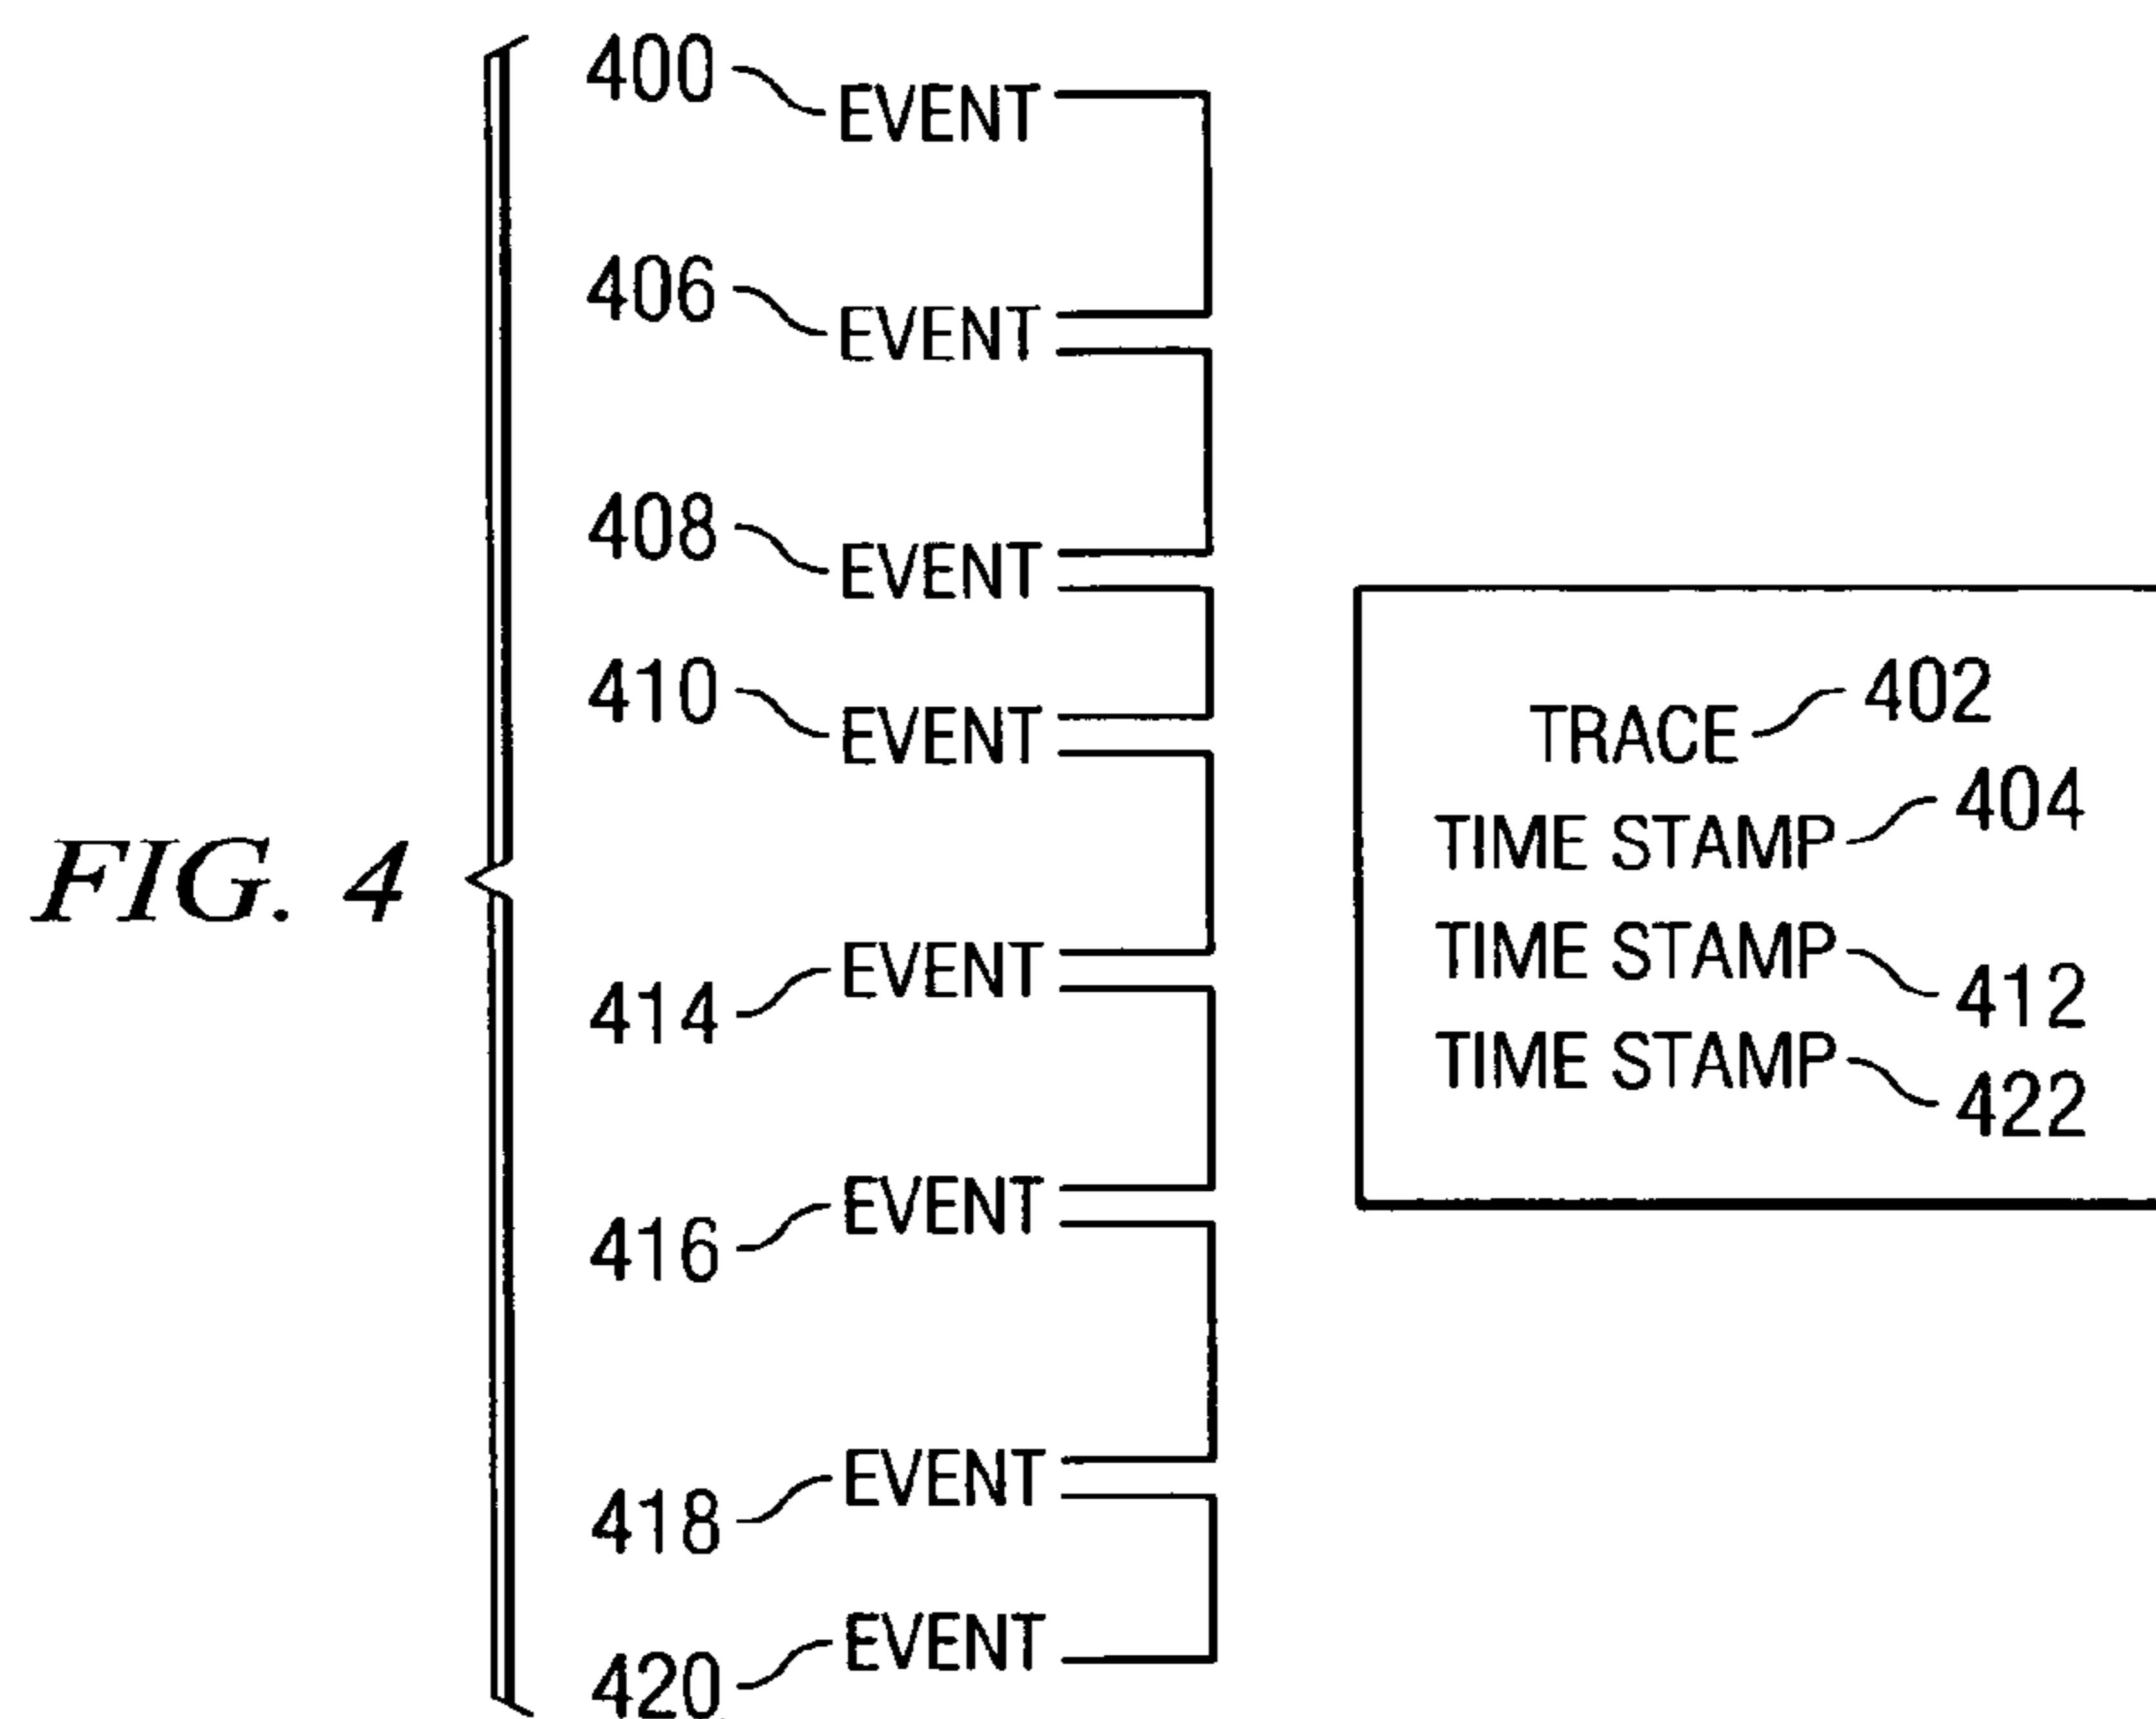 FIG. 4
400 EVENT
406 EVENT
408 EVENT
410 EVENT
414 EVENT
416 EVENT
418 EVENT
420 EVENT
TRACE 402
TIME STAMP 404
TIME STAMP 412
TIME STAMP 422